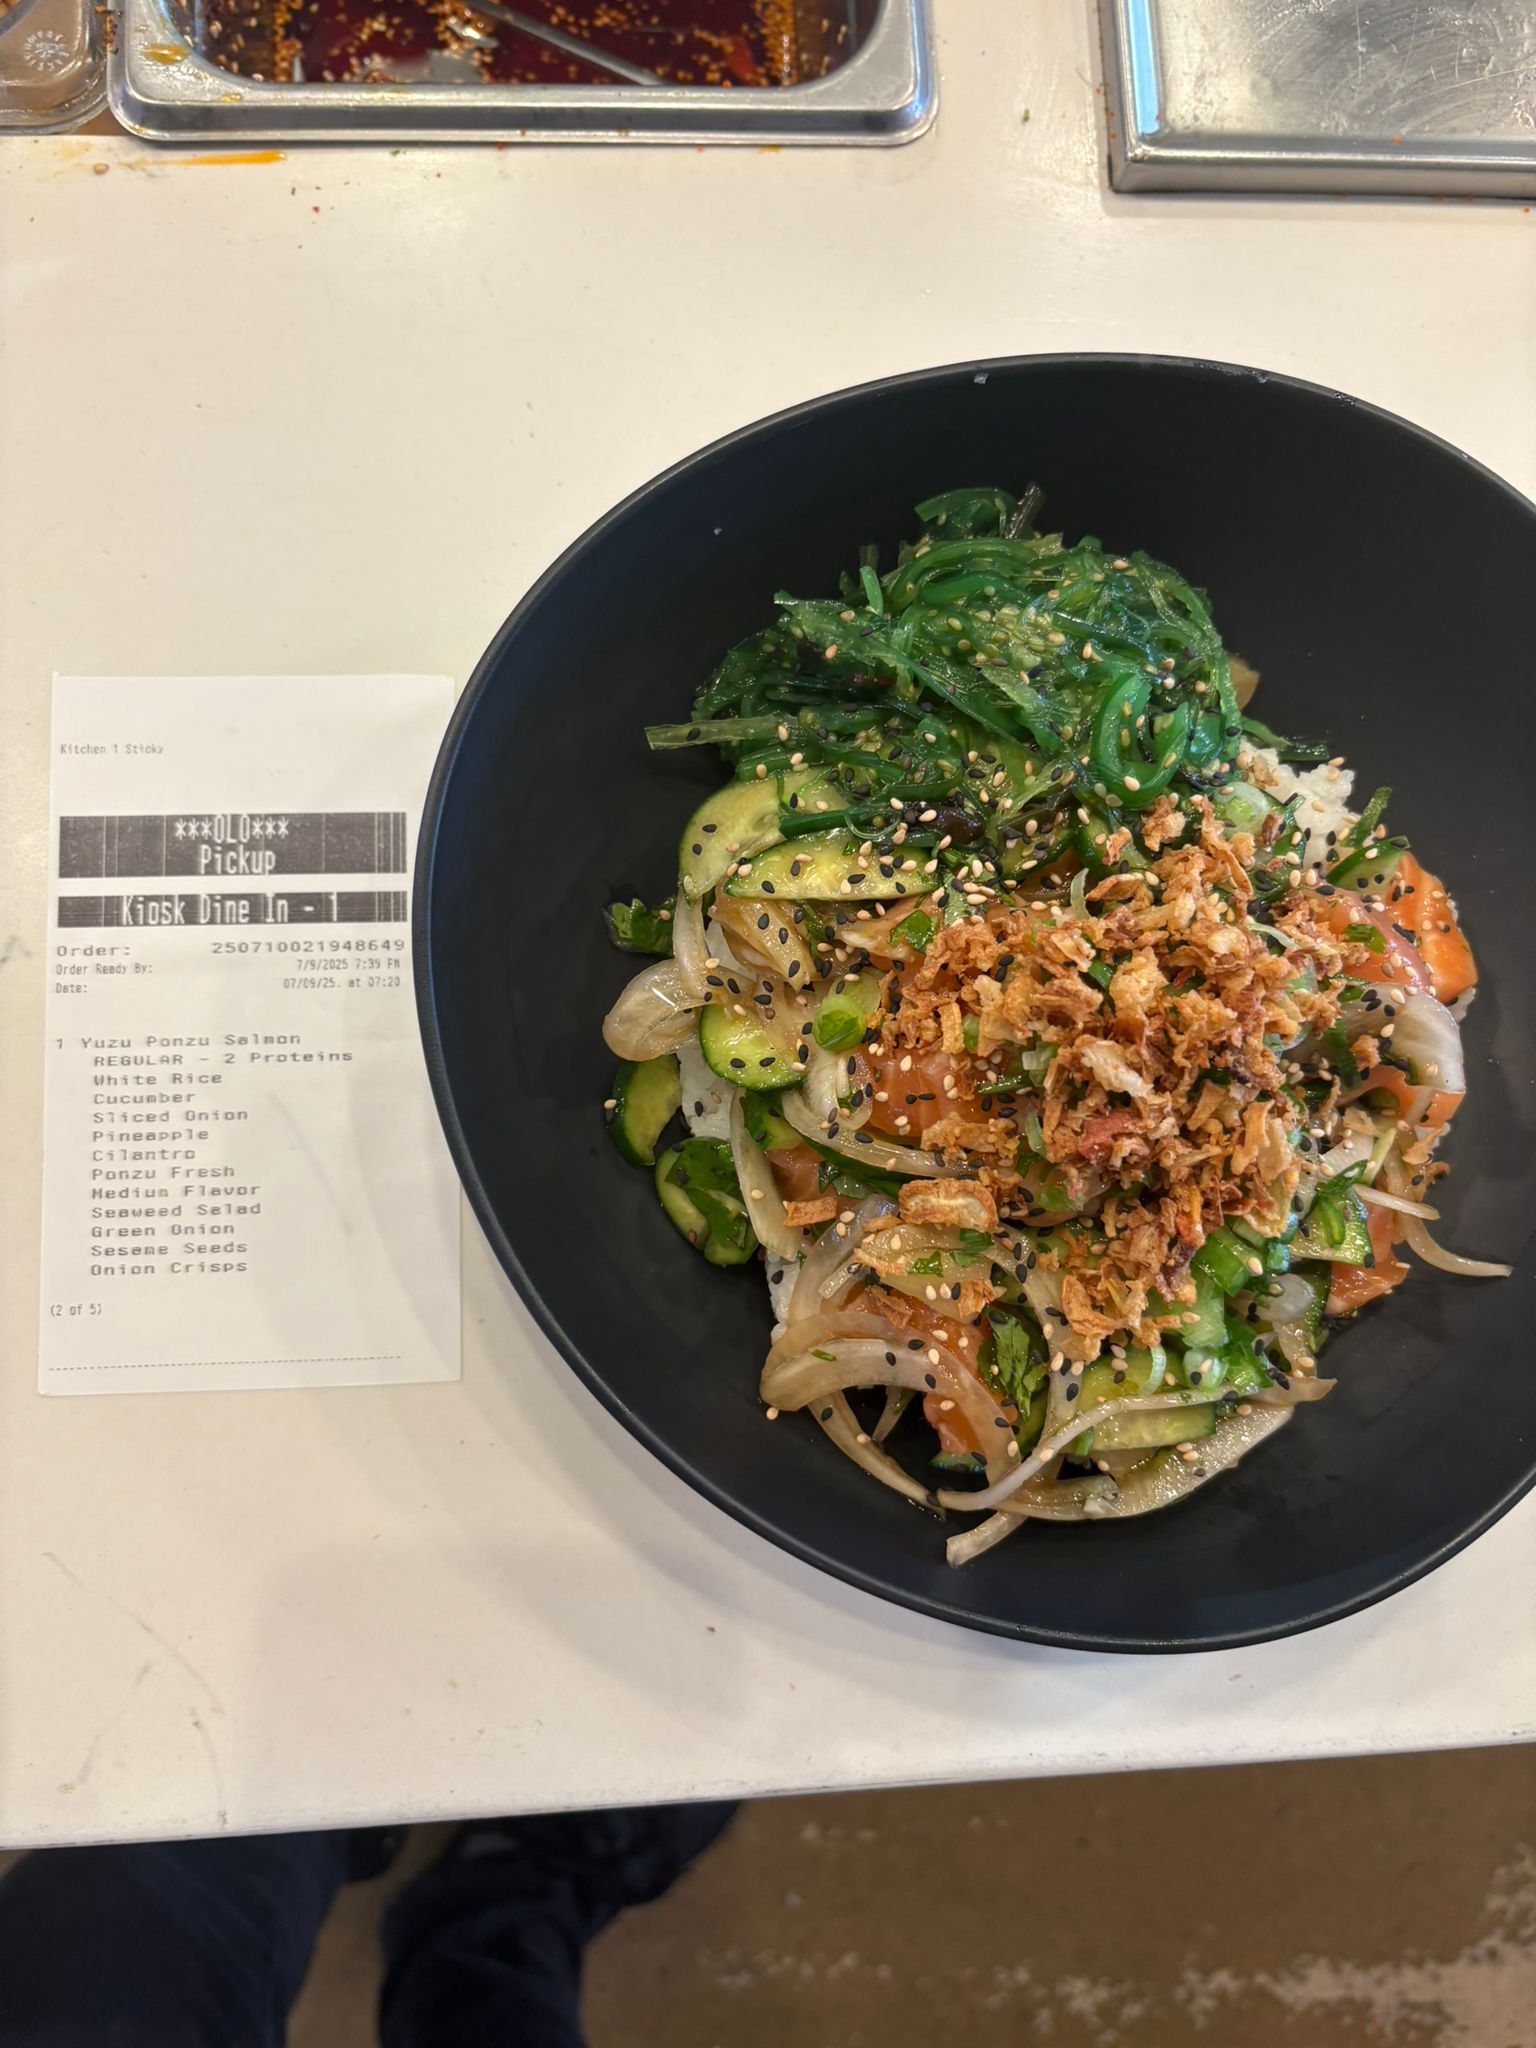 Kitchen 1 Sticky
***OLO***
Pickup
Kiosk Dine In - 1
Order: 250710021948649
Order Ready By: 7/9/2025 7:39 PM
Date: 07/09/25. at 07:20
1 Yuzu Ponzu Salmon
REGULAR - 2 Proteins
White Rice
Cucumber
Sliced Onion
Pineapple
Cilantro
Ponzu Fresh
Medium Flavor
Seaweed Salad
Green Onion
Sesame Seeds
Onion Crisps
(2 of 5)